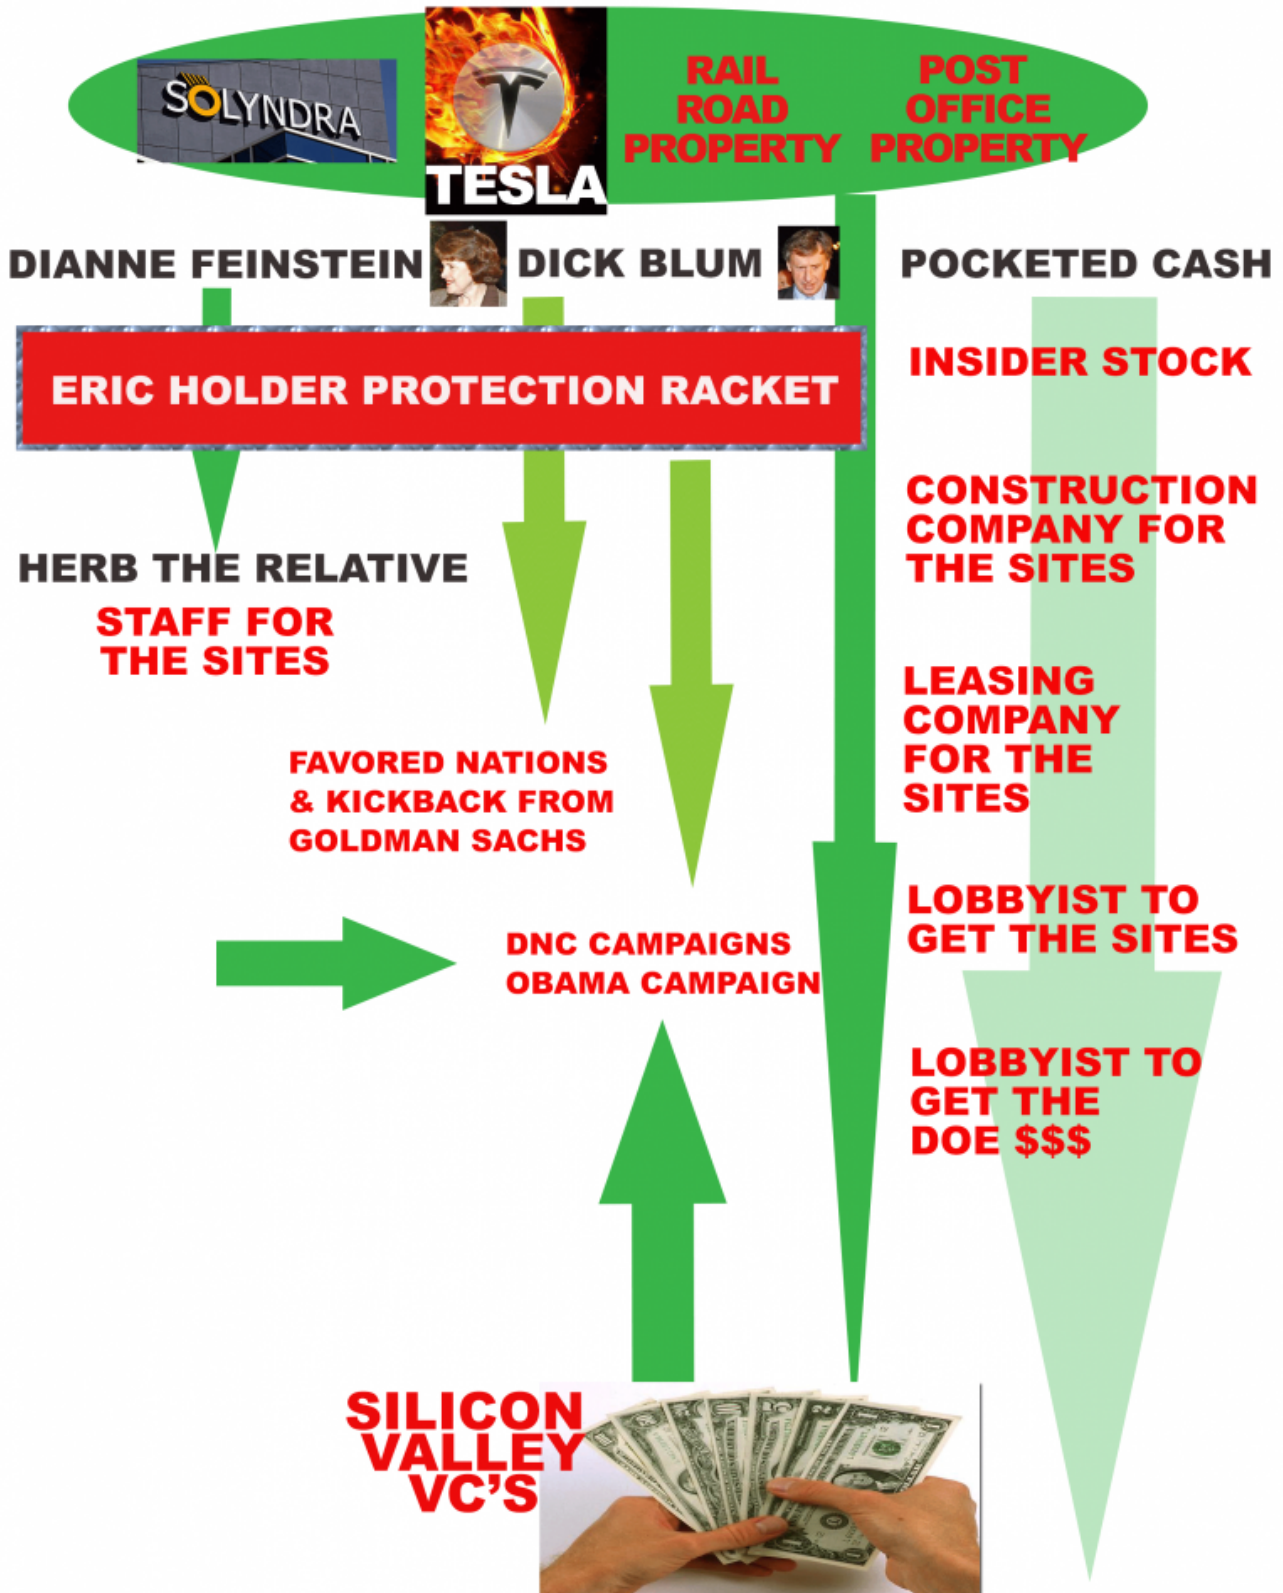 SOLYNDRA
TESLA
RAIL
ROAD
PROPERTY
POST
OFFICE
PROPERTY
DIANNE FEINSTEIN
DICK BLUM
POCKETED CASH
ERIC HOLDER PROTECTION RACKET
INSIDER STOCK
CONSTRUCTION
COMPANY FOR
THE SITES
HERB THE RELATIVE
STAFF FOR
THE SITES
LEASING
COMPANY
FOR THE
SITES
FAVORED NATIONS
& KICKBACK FROM
GOLDMAN SACHS
LOBBYIST TO
GET THE SITES
DNC CAMPAIGNS
OBAMA CAMPAIGN
LOBBYIST TO
GET THE
DOE $$$
SILICON
VALLEY
VC'S